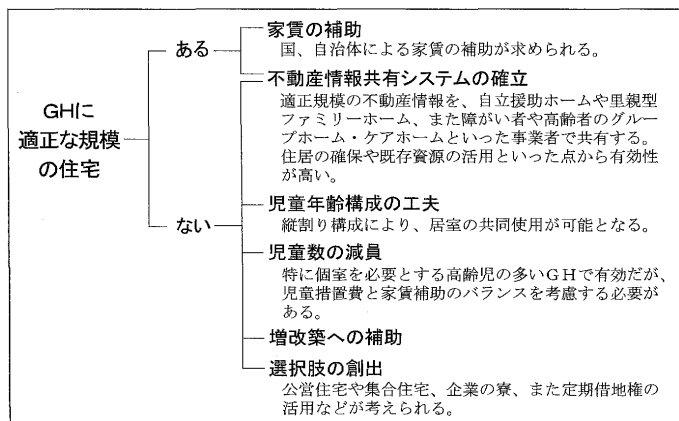 GHに
適正な規模
の住宅
ある
家賃の補助
国、自治体による家賃の補助が求められる。
不動産情報共有システムの確立
適正規模の不動産情報を、自立援助ホームや里親型
ファミリーホーム、また障がい者や高齢者のグルー
プホーム・ケアホームといった事業者で共有する。
住居の確保や既存資源の活用といった点から有効性
が高い。
ない
児童年齢構成の工夫
縦割り構成により、居室の共同使用が可能となる。
児童数の減員
特に個室を必要とする高齢児の多いGHで有効だが、
児童措置費と家賃補助のバランスを考慮する必要が
ある。
増改築への補助
選択肢の創出
公営住宅や集合住宅、企業の寮、また定期借地権の
活用などが考えられる。